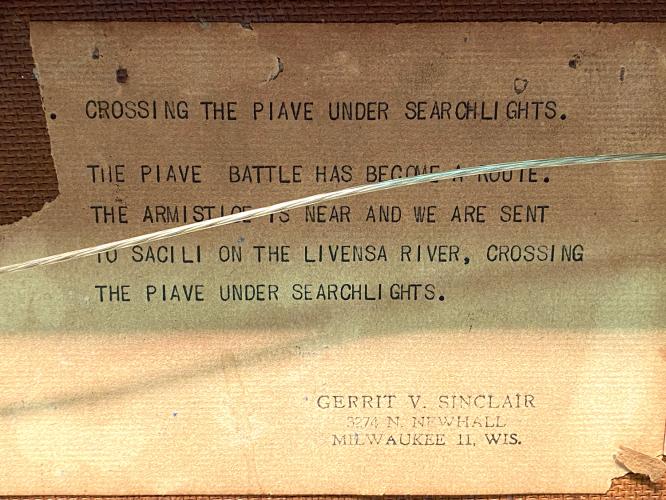 . CROSSING THE PIAVE UNDER SEARCHLIGHTS.
THE PIAVE BATTLE HAS BECOME A ROUTE.
THE ARMISTICE IS NEAR AND WE ARE SENT
TO SACILI ON THE LIVENSA RIVER, CROSSING
THE PIAVE UNDER SEARCHLIGHTS.
GERRIT V. SINCLAIR
3274 N. NEWHALL
MILWAUKEE 11, WIS.